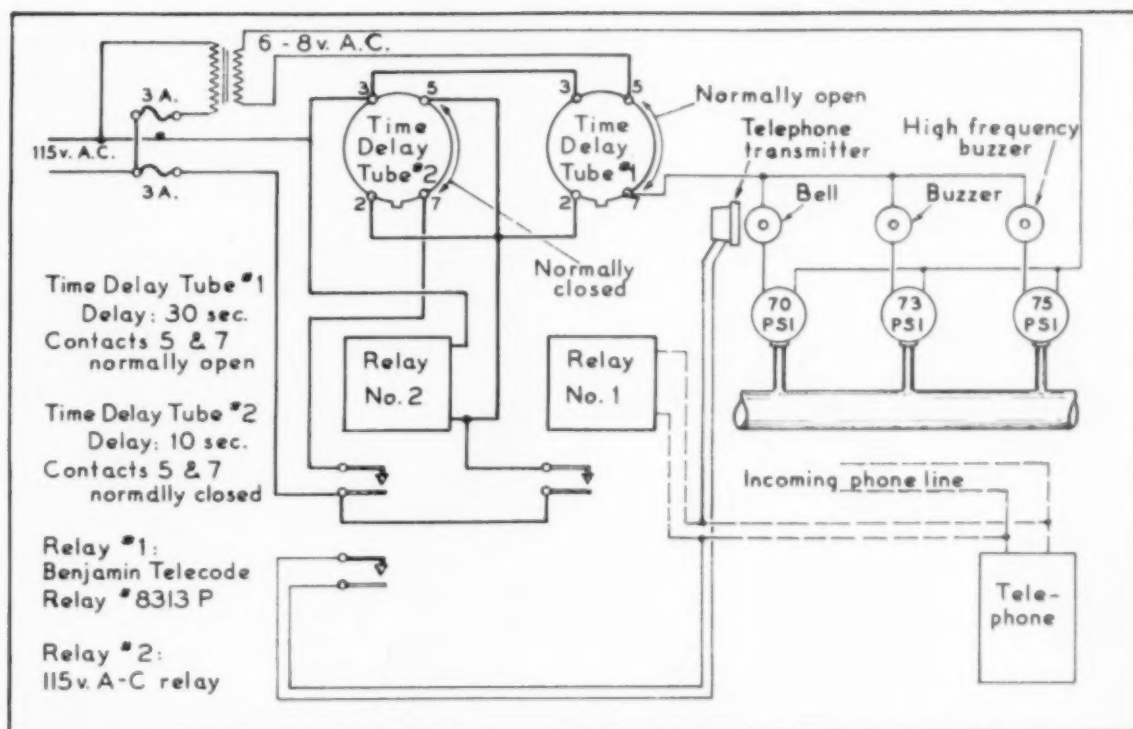 6 - 8 v. A.C.
3 A.
115v. A.C.
3 A.
3
5
Time
Delay
Tube #2
2
7
Normally
closed
3
5
Time
Delay
Tube #1
2
7
Normally open
Telephone
transmitter
High frequency
buzzer
Bell
Buzzer
70
PSI
73
PSI
75
PSI
Time Delay Tube #1
Delay: 30 sec.
Contacts 5 & 7
normally open
Time Delay Tube #2
Delay: 10 sec.
Contacts 5 & 7
normally closed
Relay #1:
Benjamin Telecode
Relay #8313 P
Relay #2:
115v. A-C relay
Relay
No. 2
Relay
No. 1
Incoming phone line
Tele-
phone